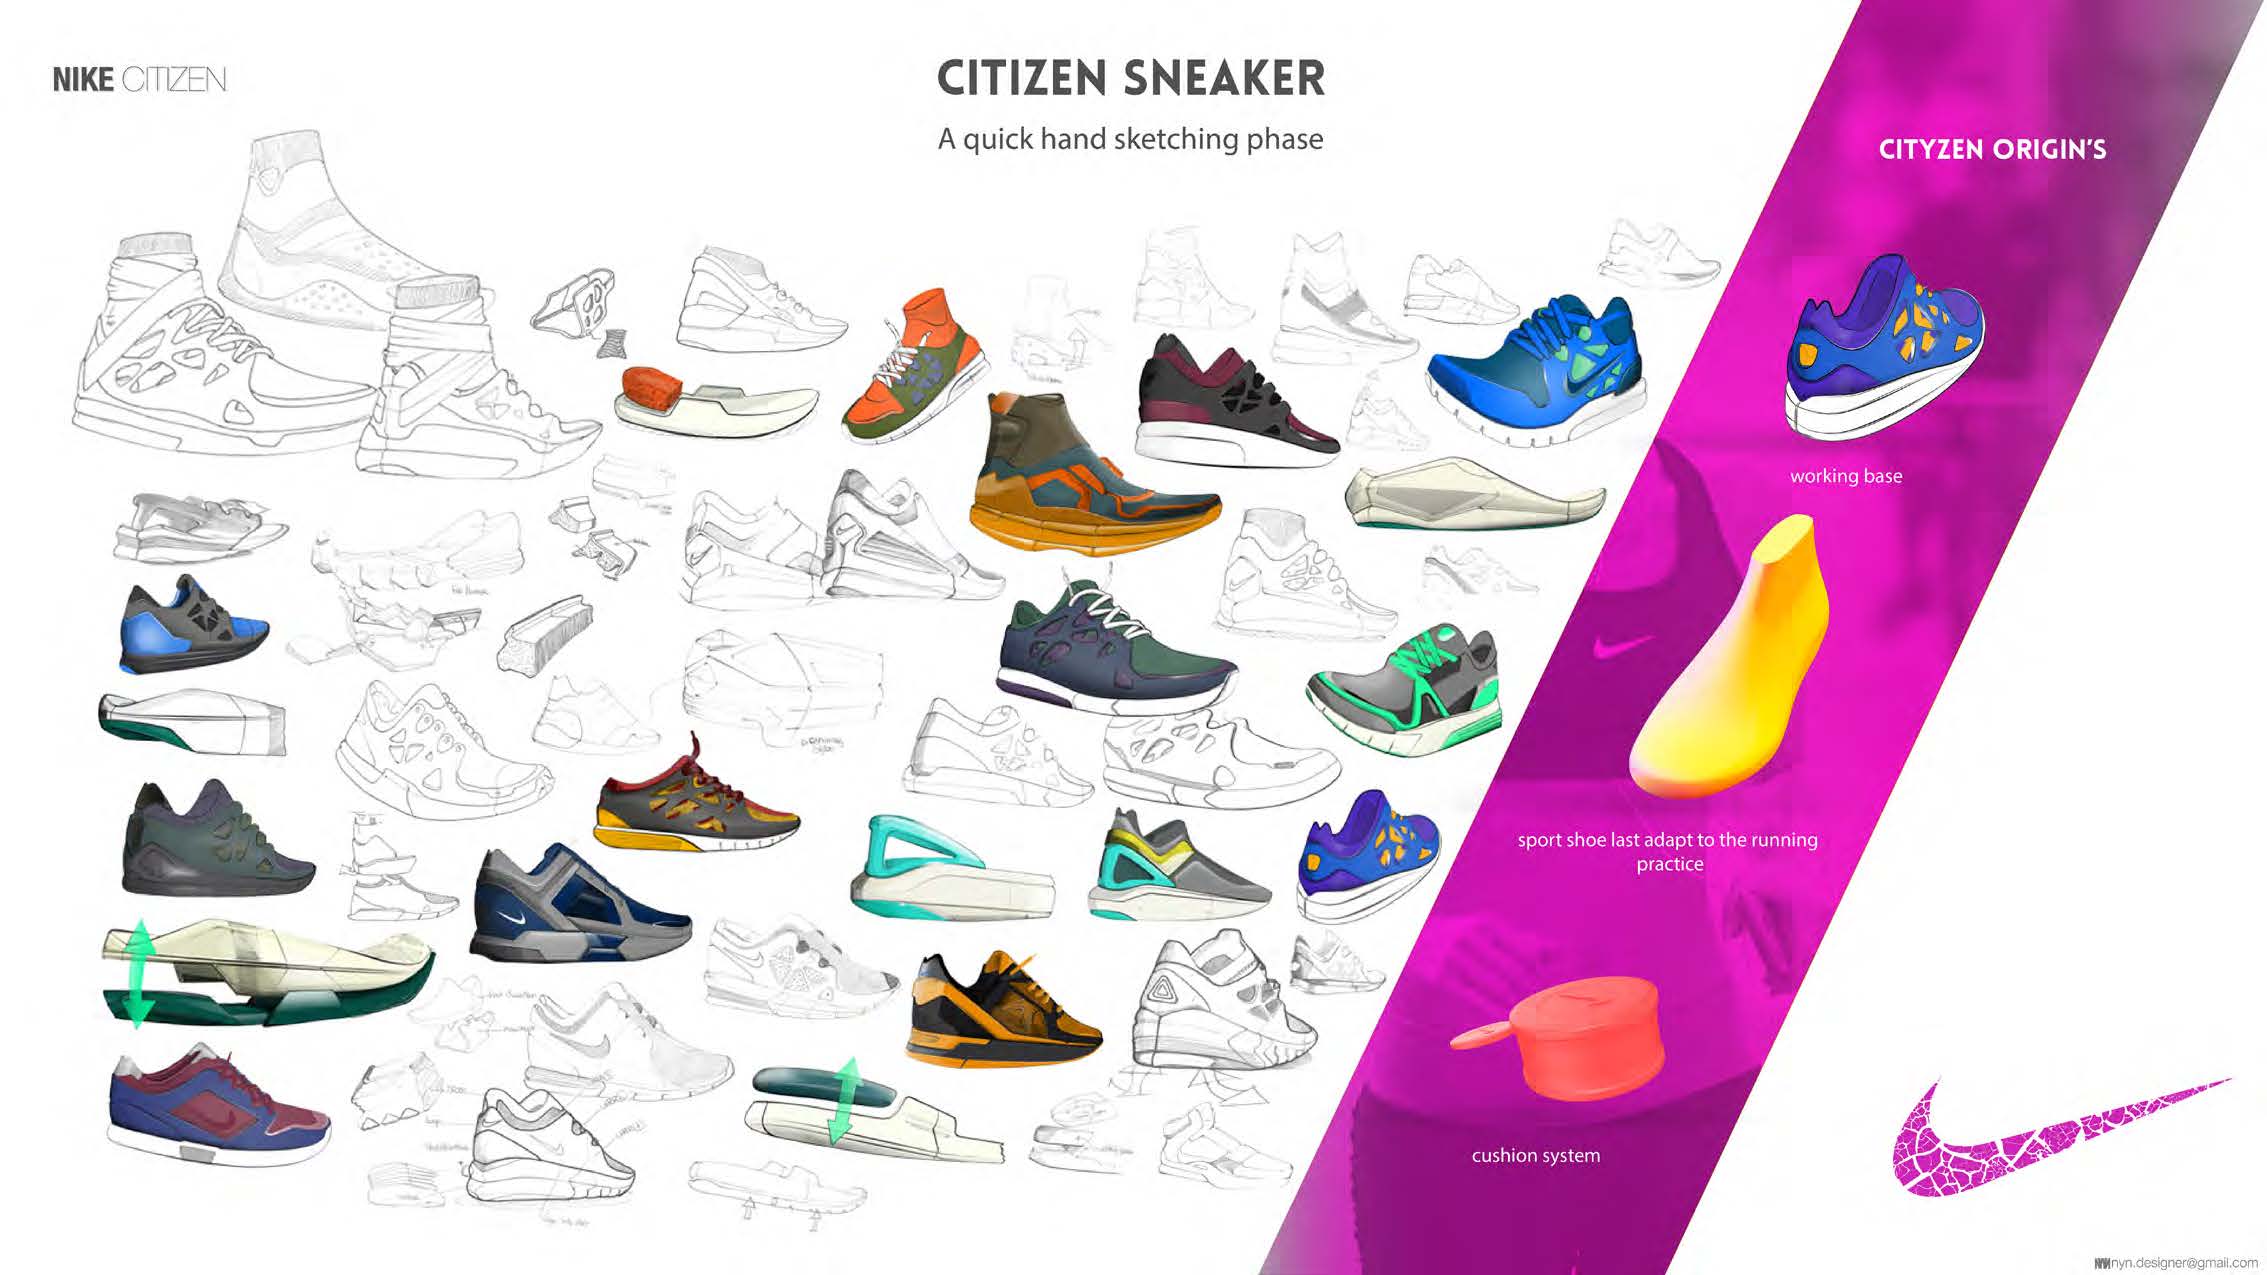 NIKE CITIZEN
CITIZEN SNEAKER
A quick hand sketching phase
CITYZEN ORIGIN'S
working base
sport shoe last adapt to the running
practice
cushion system
nyn.designer@gmail.com